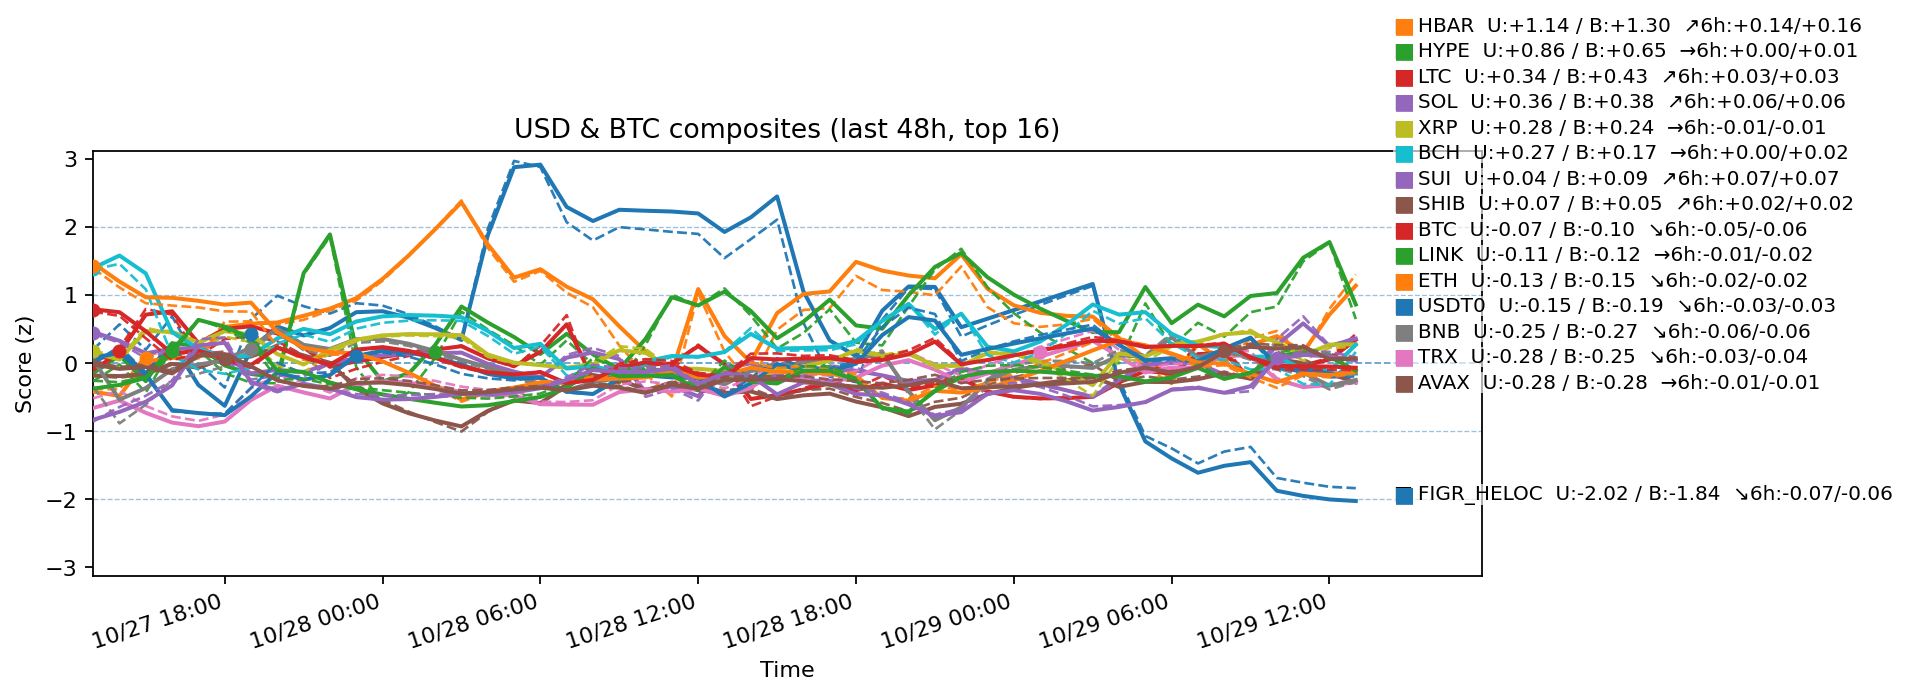 HBAR  U:+1.14 / B:+1.30  ↗6h:+0.14/+0.16
HYPE  U:+0.86 / B:+0.65  →6h:+0.00/+0.01
LTC  U:+0.34 / B:+0.43  ↗6h:+0.03/+0.03
SOL  U:+0.36 / B:+0.38  ↗6h:+0.06/+0.06
XRP  U:+0.28 / B:+0.24  →6h:-0.01/-0.01
BCH  U:+0.27 / B:+0.17  →6h:+0.00/+0.02
SUI  U:+0.04 / B:+0.09  ↗6h:+0.07/+0.07
SHIB  U:+0.07 / B:+0.05  ↗6h:+0.02/+0.02
BTC  U:-0.07 / B:-0.10  ↘6h:-0.05/-0.06
LINK  U:-0.11 / B:-0.12  →6h:-0.01/-0.02
ETH  U:-0.13 / B:-0.15  ↘6h:-0.02/-0.02
USDT0  U:-0.15 / B:-0.19  ↘6h:-0.03/-0.03
BNB  U:-0.25 / B:-0.27  ↘6h:-0.06/-0.06
TRX  U:-0.28 / B:-0.25  ↘6h:-0.03/-0.04
AVAX  U:-0.28 / B:-0.28  →6h:-0.01/-0.01
FIGR_HELOC  U:-2.02 / B:-1.84  ↘6h:-0.07/-0.06
USD & BTC composites (last 48h, top 16)
Score (z)
3
2
1
0
−1
−2
−3
10/27 18:00
10/28 00:00
10/28 06:00
10/28 12:00
10/28 18:00
10/29 00:00
10/29 06:00
10/29 12:00
Time